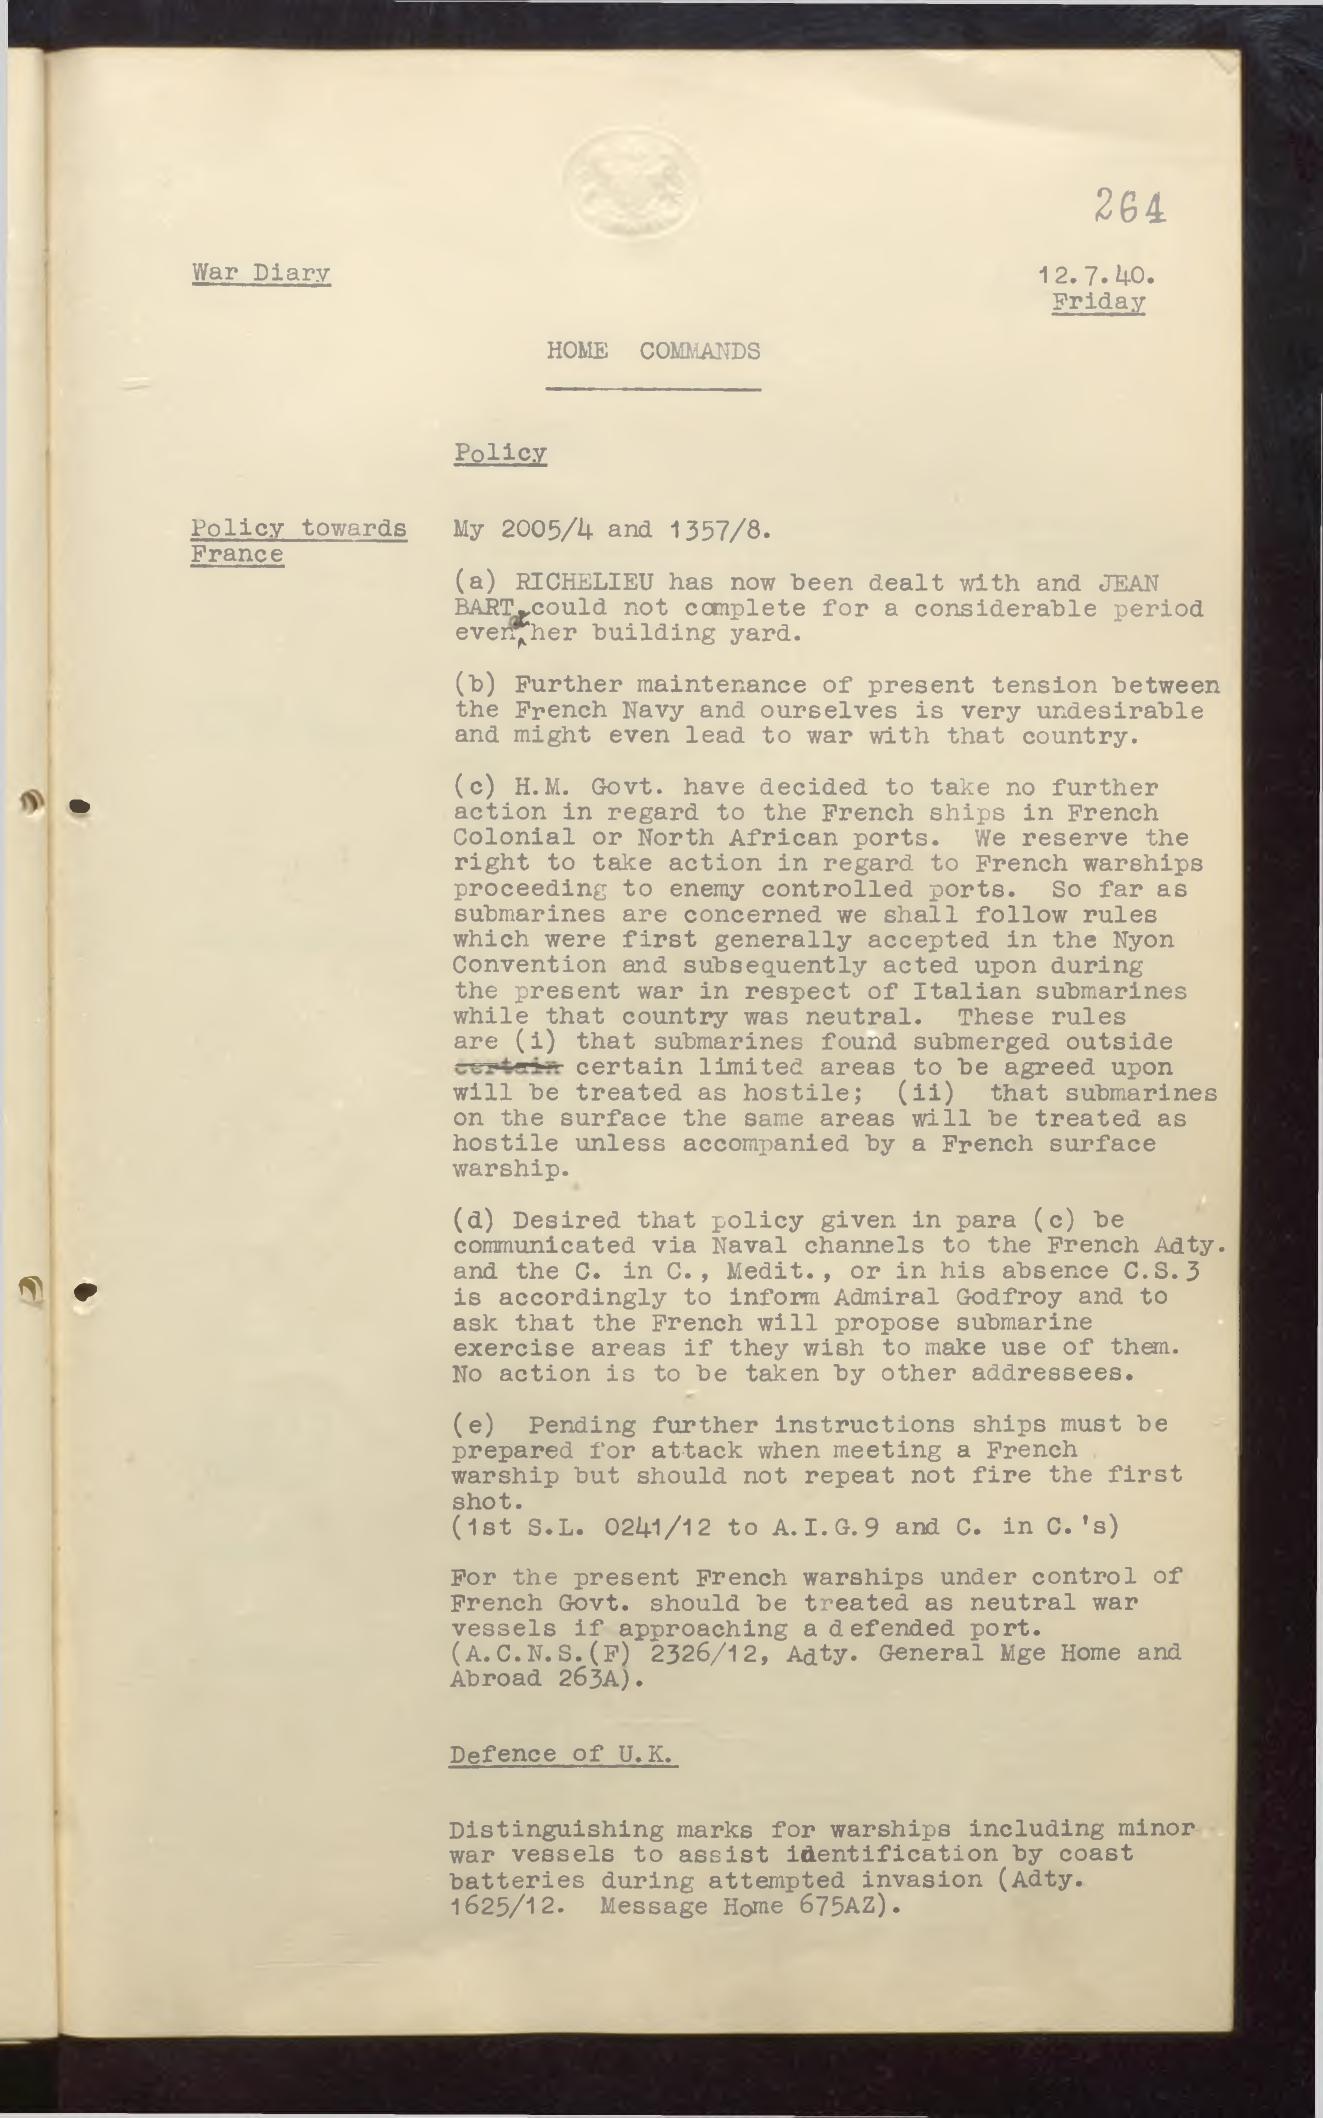 264
War Diary
12.7.40.
Friday
HOME COMMANDS
Policy
Policy towards
France
My 2005/4 and 1357/8.
(a) RICHELIEU has now been dealt with and JEAN
BART could not complete for a considerable period
even at her building yard.
(b) Further maintenance of present tension between
the French Navy and ourselves is very undesirable
and might even lead to war with that country.
(c) H.M. Govt. have decided to take no further
action in regard to the French ships in French
Colonial or North African ports. We reserve the
right to take action in regard to French warships
proceeding to enemy controlled ports. So far as
submarines are concerned we shall follow rules
which were first generally accepted in the Nyon
Convention and subsequently acted upon during
the present war in respect of Italian submarines
while that country was neutral. These rules
are (i) that submarines found submerged outside
certain certain limited areas to be agreed upon
will be treated as hostile; (ii) that submarines
on the surface the same areas will be treated as
hostile unless accompanied by a French surface
warship.
(d) Desired that policy given in para (c) be
communicated via Naval channels to the French Adty.
and the C. in C., Medit., or in his absence C.S.3
is accordingly to inform Admiral Godfroy and to
ask that the French will propose submarine
exercise areas if they wish to make use of them.
No action is to be taken by other addressees.
(e) Pending further instructions ships must be
prepared for attack when meeting a French
warship but should not repeat not fire the first
shot.
(1st S.L. 0241/12 to A.I.G.9 and C. in C.'s)
For the present French warships under control of
French Govt. should be treated as neutral war
vessels if approaching a defended port.
(A.C.N.S.(F) 2326/12, Adty. General Mge Home and
Abroad 263A).
Defence of U.K.
Distinguishing marks for warships including minor
war vessels to assist identification by coast
batteries during attempted invasion (Adty.
1625/12. Message Home 675AZ).